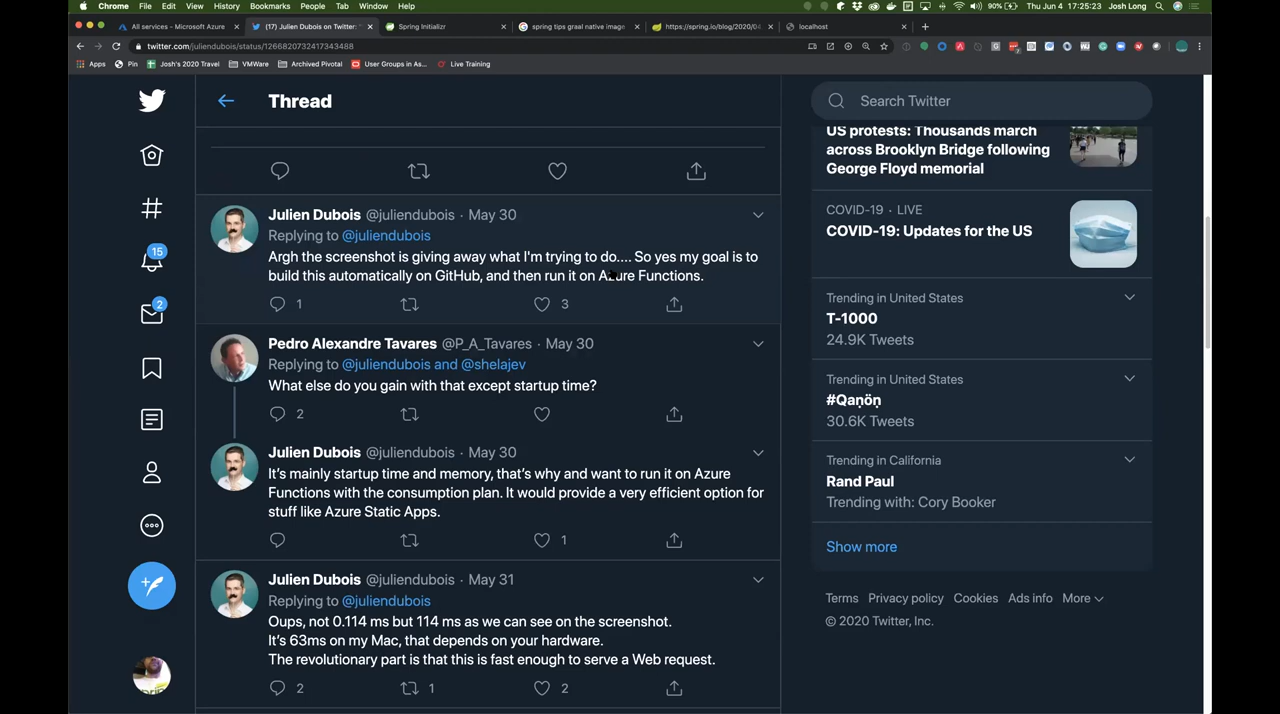 Chrome File Edit View History Bookmarks People Tab Window Help
90% Thu Jun 4 17:25:23 Josh Long
All services - Microsoft Azure
(17) Julien Dubois on Twitter: "
Spring Initializr
spring tips graal native image
https://spring.io/blog/2020/04
localhost
twitter.com/juliendubois/status/1266820732417343488
Apps Pin Josh's 2020 Travel VMWare Archived Pivotal User Groups in As... Live Training
Thread
Search Twitter
Julien Dubois @juliendubois · May 30
Replying to @juliendubois
Argh the screenshot is giving away what I'm trying to do.... So yes my goal is to
build this automatically on GitHub, and then run it on Azure Functions.
1 3
Pedro Alexandre Tavares @P_A_Tavares · May 30
Replying to @juliendubois and @shelajev
What else do you gain with that except startup time?
2
Julien Dubois @juliendubois · May 30
It's mainly startup time and memory, that's why and want to run it on Azure
Functions with the consumption plan. It would provide a very efficient option for
stuff like Azure Static Apps.
1
Julien Dubois @juliendubois · May 31
Replying to @juliendubois
Oups, not 0.114 ms but 114 ms as we can see on the screenshot.
It's 63ms on my Mac, that depends on your hardware.
The revolutionary part is that this is fast enough to serve a Web request.
2 1 2
15
2
US protests: Thousands march
across Brooklyn Bridge following
George Floyd memorial
COVID-19 · LIVE
COVID-19: Updates for the US
Trending in United States
T-1000
24.9K Tweets
Trending in United States
#Qaṇöṇ
30.6K Tweets
Trending in California
Rand Paul
Trending with: Cory Booker
Show more
Terms Privacy policy Cookies Ads info More
© 2020 Twitter, Inc.